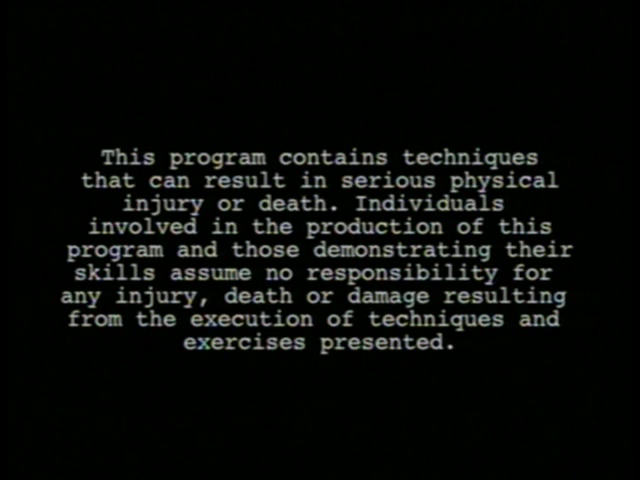 This program contains techniques
that can result in serious physical
injury or death. Individuals
involved in the production of this
program and those demonstrating their
skills assume no responsibility for
any injury, death or damage resulting
from the execution of techniques and
exercises presented.